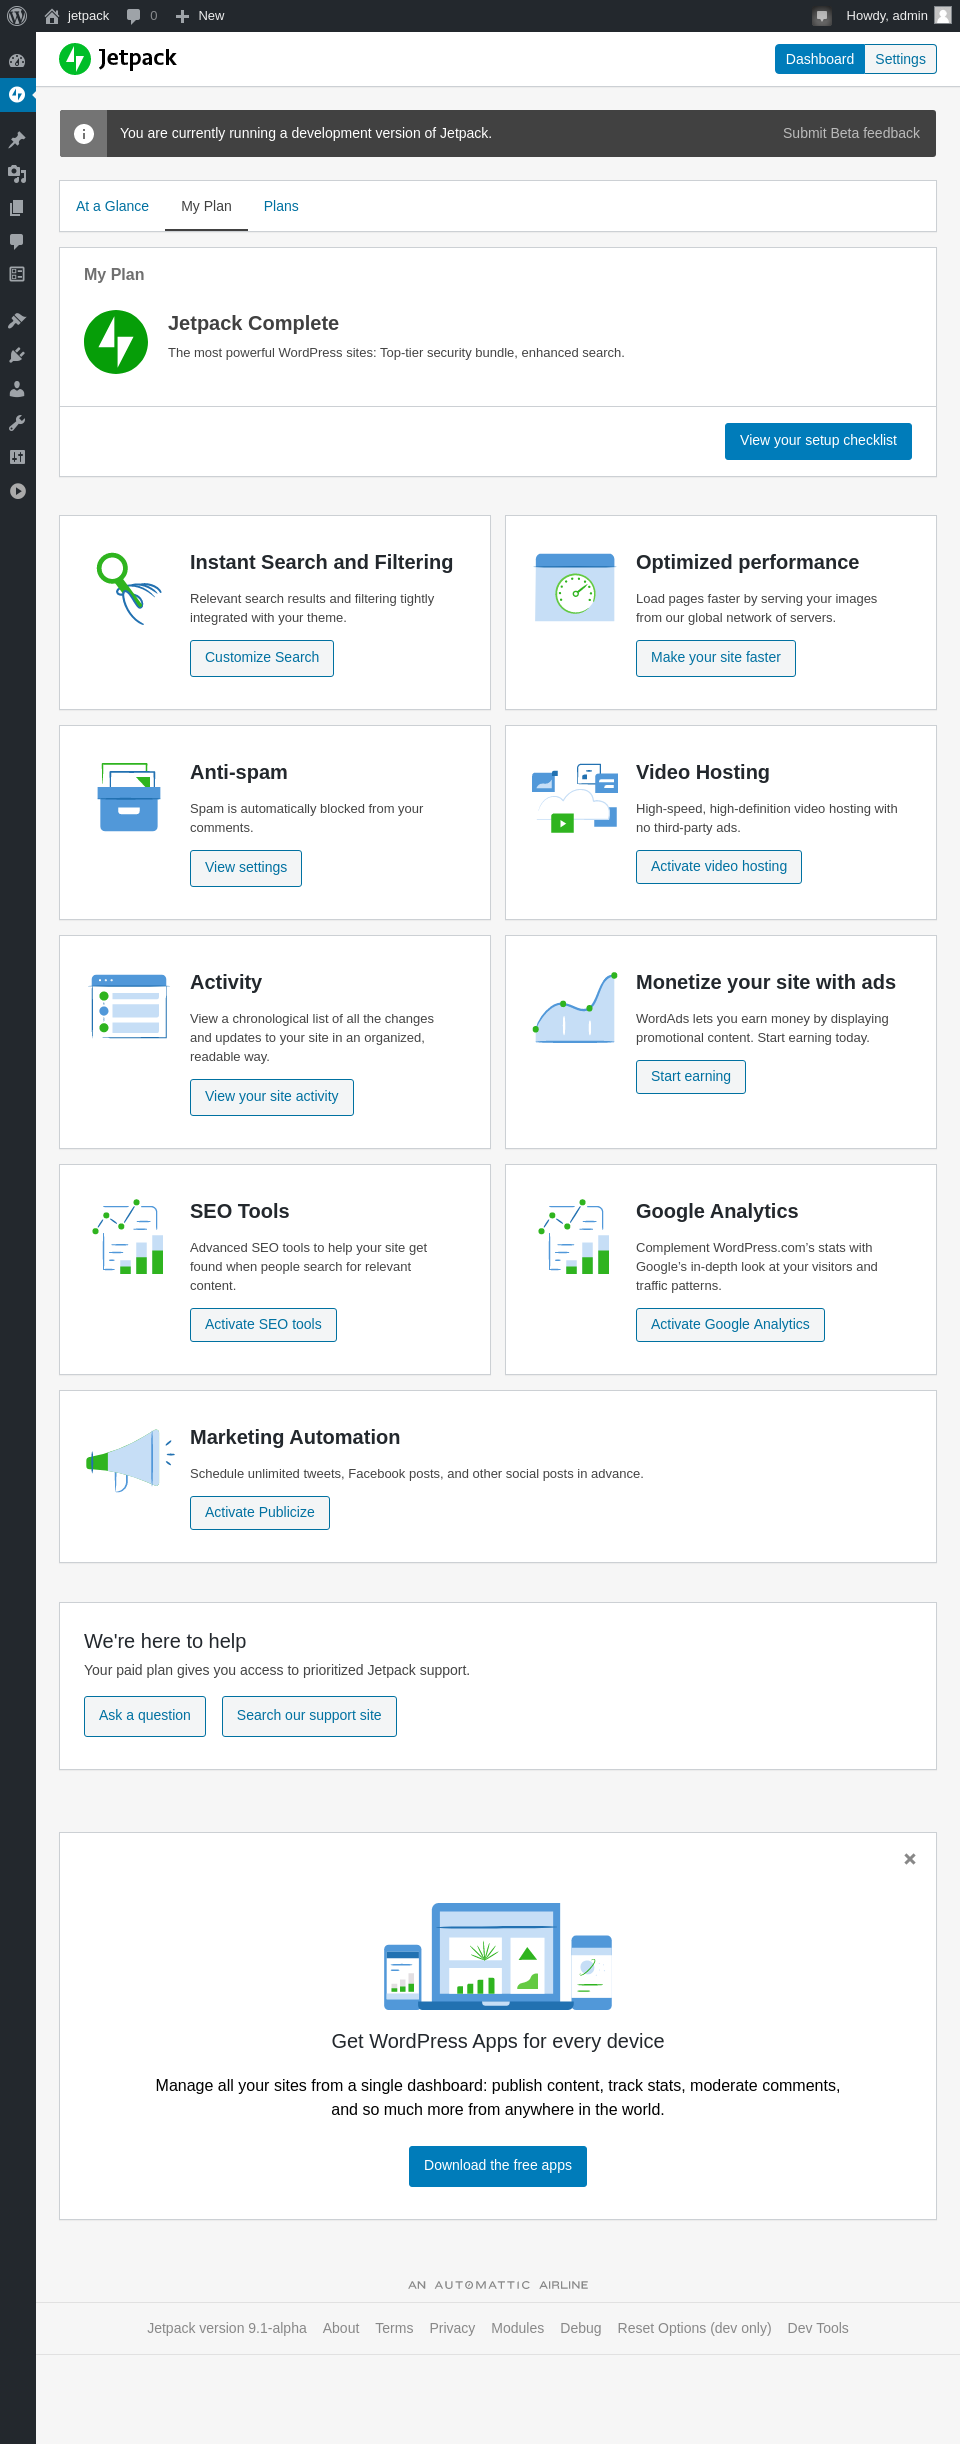 jetpack
0
New
Howdy, admin
Jetpack
Dashboard
Settings
You are currently running a development version of Jetpack.
Submit Beta feedback
At a Glance
My Plan
Plans
My Plan
Jetpack Complete
The most powerful WordPress sites: Top-tier security bundle, enhanced search.
View your setup checklist
Instant Search and Filtering
Relevant search results and filtering tightly
integrated with your theme.
Customize Search
Optimized performance
Load pages faster by serving your images
from our global network of servers.
Make your site faster
Anti-spam
Spam is automatically blocked from your
comments.
View settings
Video Hosting
High-speed, high-definition video hosting with
no third-party ads.
Activate video hosting
Activity
View a chronological list of all the changes
and updates to your site in an organized,
readable way.
View your site activity
Monetize your site with ads
WordAds lets you earn money by displaying
promotional content. Start earning today.
Start earning
SEO Tools
Advanced SEO tools to help your site get
found when people search for relevant
content.
Activate SEO tools
Google Analytics
Complement WordPress.com’s stats with
Google’s in-depth look at your visitors and
traffic patterns.
Activate Google Analytics
Marketing Automation
Schedule unlimited tweets, Facebook posts, and other social posts in advance.
Activate Publicize
We're here to help
Your paid plan gives you access to prioritized Jetpack support.
Ask a question
Search our support site
Get WordPress Apps for every device
Manage all your sites from a single dashboard: publish content, track stats, moderate comments,
and so much more from anywhere in the world.
Download the free apps
AN AUTOMATTIC AIRLINE
Jetpack version 9.1-alpha
About
Terms
Privacy
Modules
Debug
Reset Options (dev only)
Dev Tools